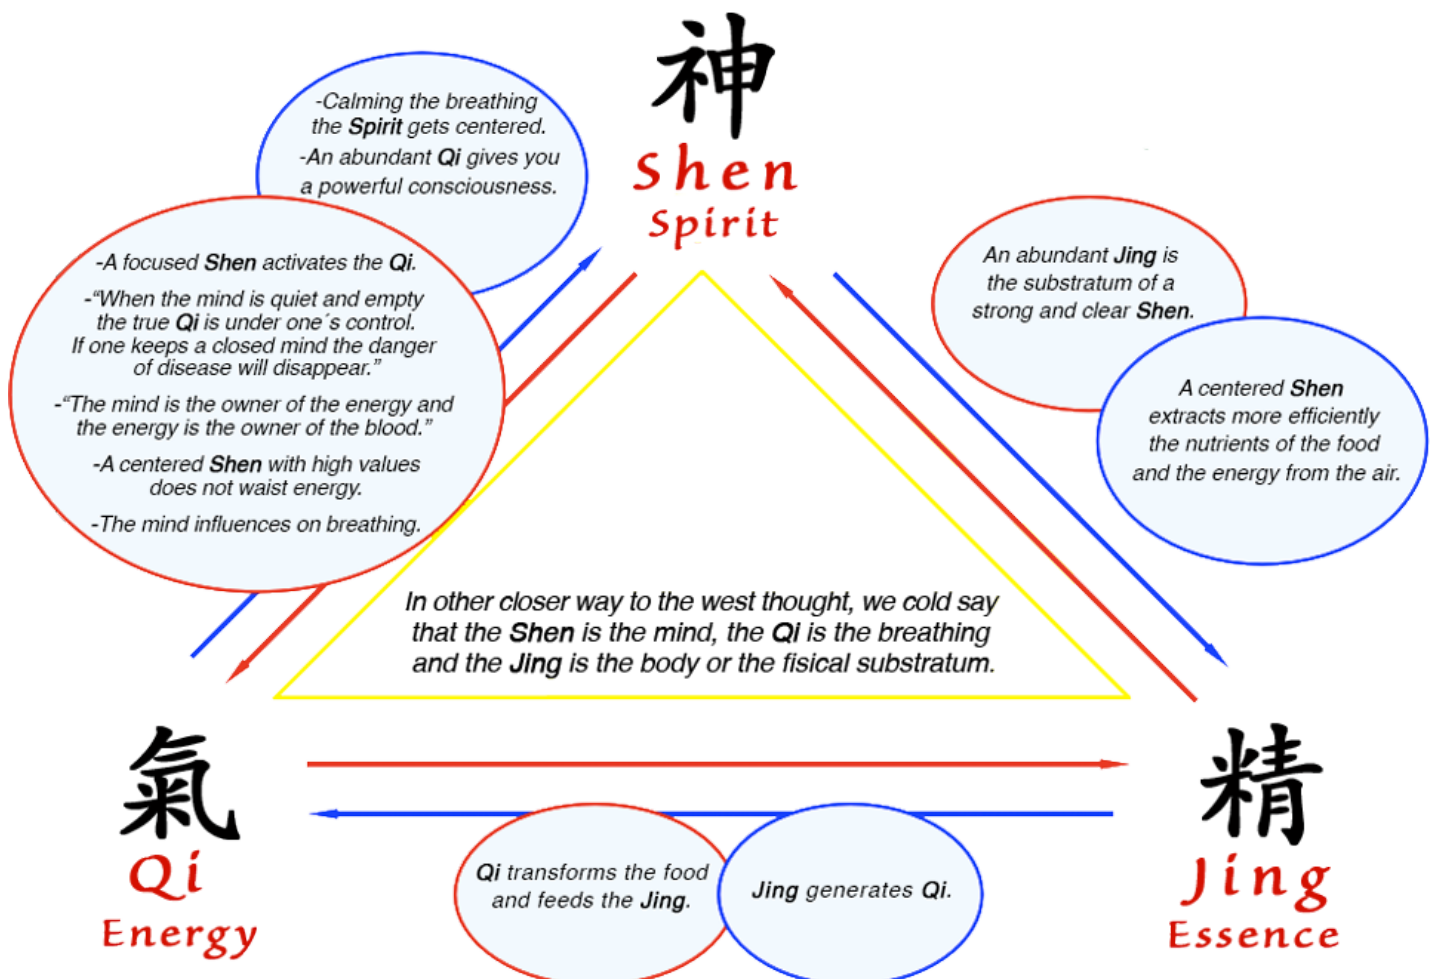 神
Shen
Spirit
-Calming the breathing
the Spirit gets centered.
-An abundant Qi gives you
a powerful consciousness.
-A focused Shen activates the Qi.
-“When the mind is quiet and empty
the true Qi is under one´s control.
If one keeps a closed mind the danger
of disease will disappear.”
-“The mind is the owner of the energy and
the energy is the owner of the blood.”
-A centered Shen with high values
does not waist energy.
-The mind influences on breathing.
An abundant Jing is
the substratum of a
strong and clear Shen.
A centered Shen
extracts more efficiently
the nutrients of the food
and the energy from the air.
In other closer way to the west thought, we cold say
that the Shen is the mind, the Qi is the breathing
and the Jing is the body or the fisical substratum.
氣
Qi
Energy
Qi transforms the food
and feeds the Jing.
Jing generates Qi.
精
Jing
Essence